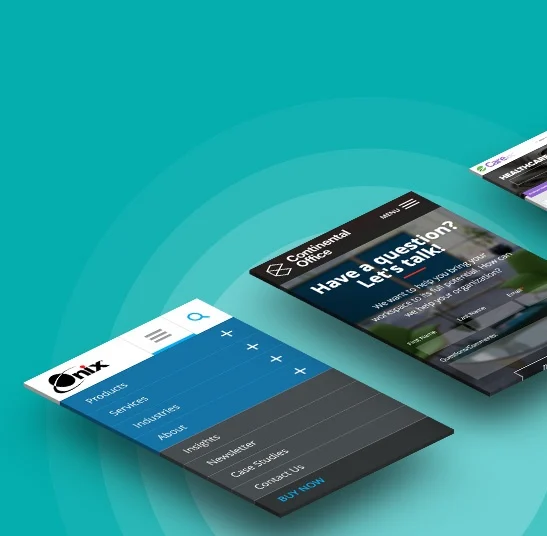 Onix
Products
Services
Industries
About
Insights
Newsletter
Case Studies
Contact Us
BUY NOW
Continental
Office
MENU
Have a question?
Let's talk!
We want to help you bring your
workspace to its full potential. How can
we help your organization?
First Name
Last Name
Email
Questions/Comments:
Care
HEALTHCARE